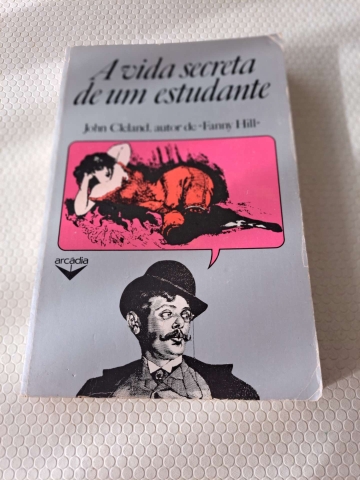 A vida secreta
de um estudante
John Cleland, autor de «Fanny Hill»
arcádia